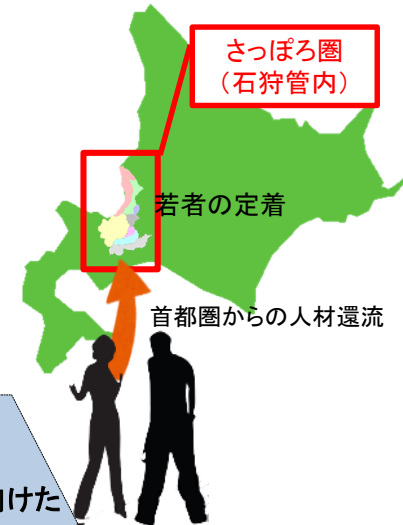 さっぽろ圏
（石狩管内）
若者の定着
首都圏からの人材還流
けた